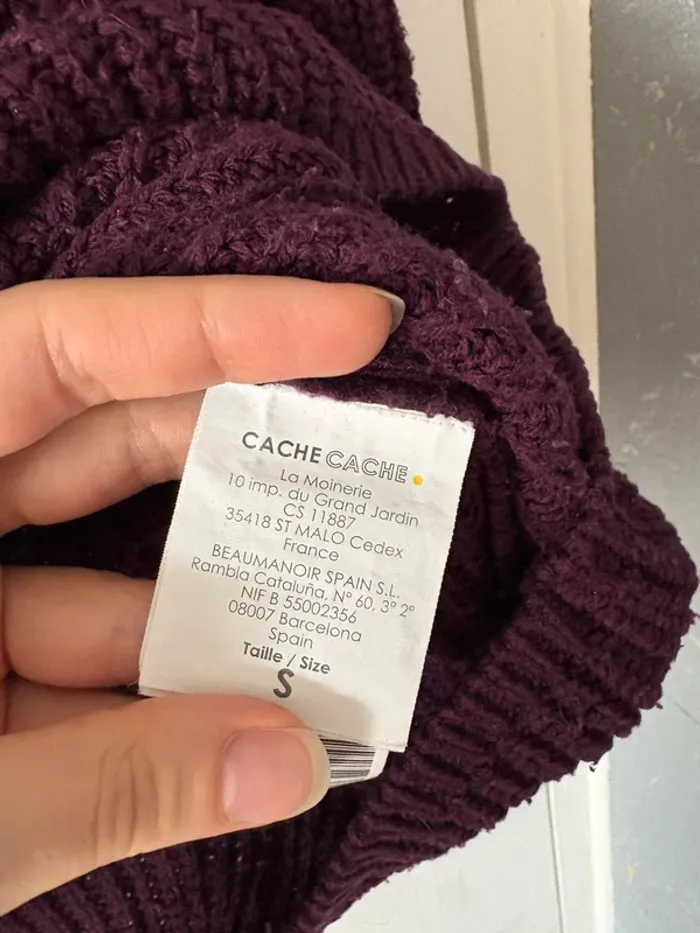 CACHE CACHE
La Moinerie
10 imp. du Grand Jardin
CS 11887
35418 ST MALO Cedex
France
BEAUMANOIR SPAIN S.L.
Rambla Cataluña, Nº 60, 3º 2º
NIF B 55002356
08007 Barcelona
Spain
Taille / Size
S